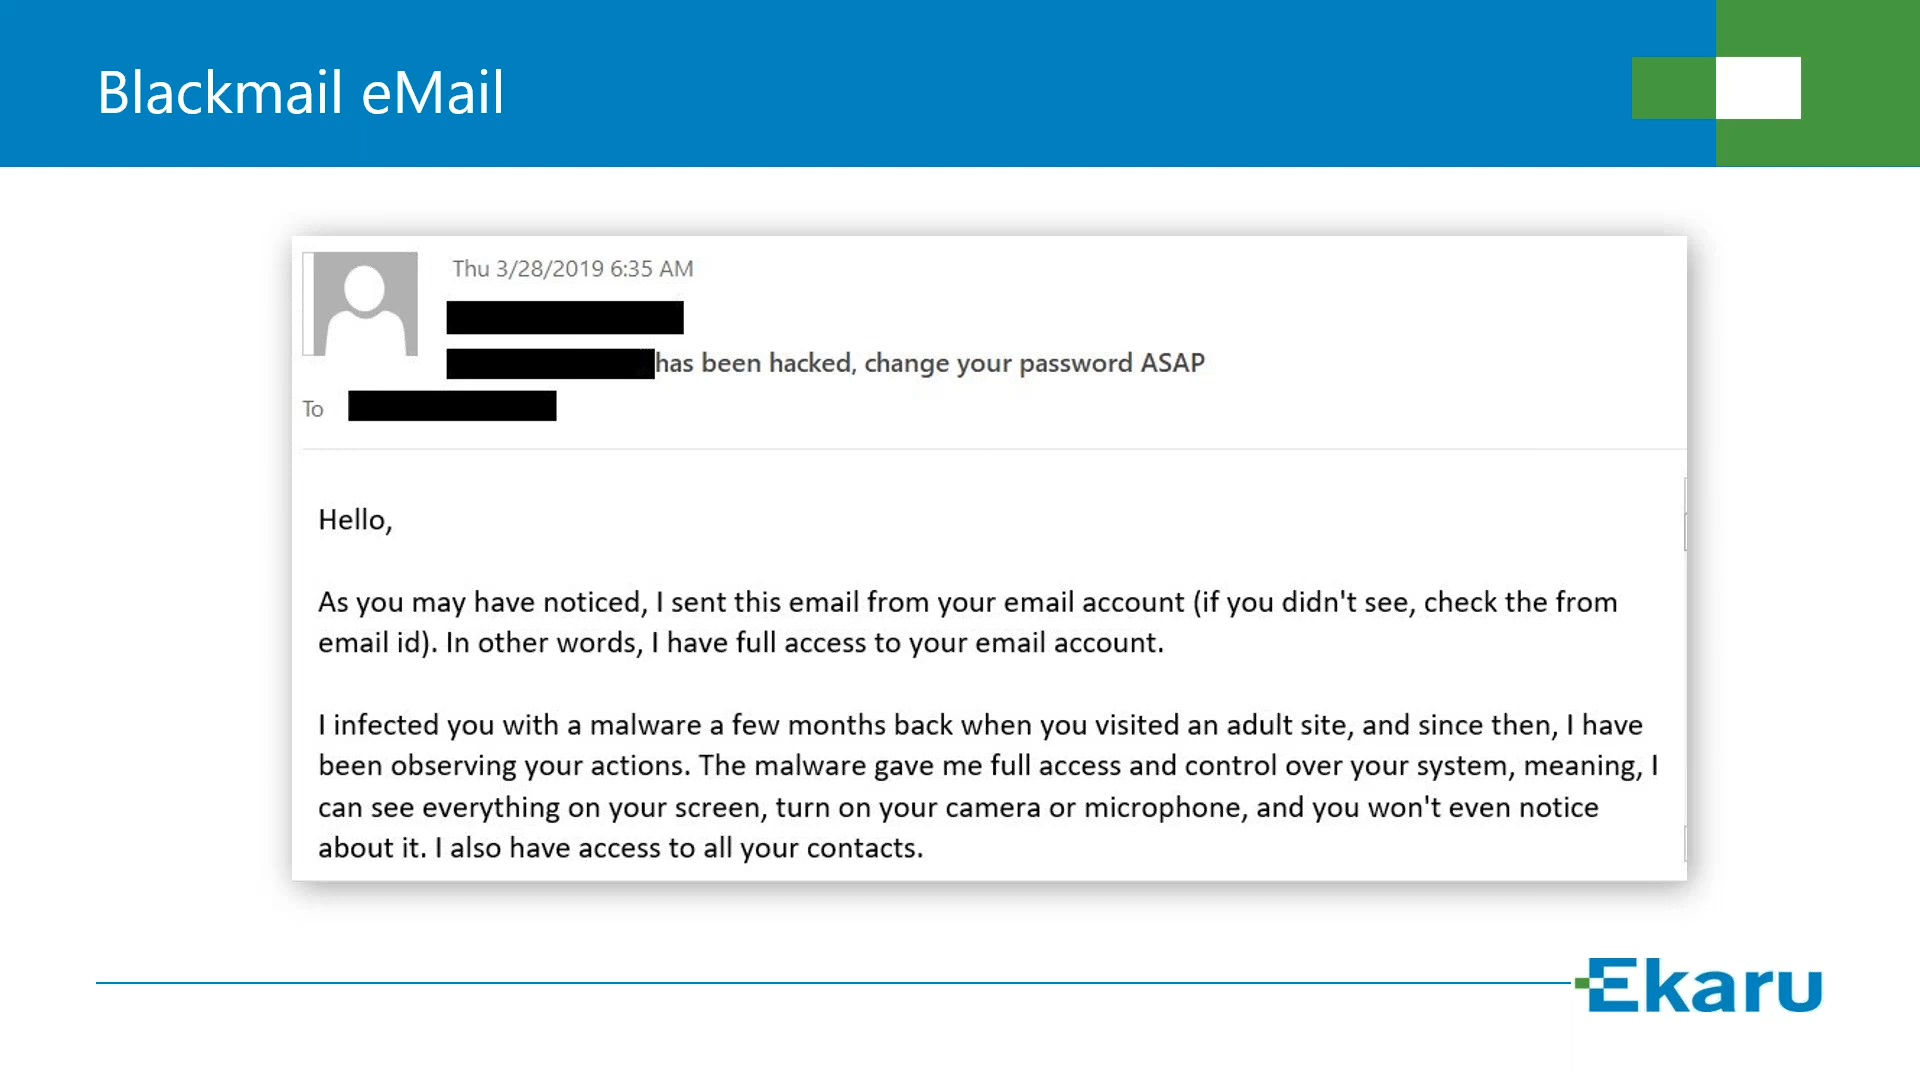 Blackmail eMail
Thu 3/28/2019 6:35 AM
has been hacked, change your password ASAP
To
Hello,
As you may have noticed, I sent this email from your email account (if you didn't see, check the from
email id). In other words, I have full access to your email account.
I infected you with a malware a few months back when you visited an adult site, and since then, I have
been observing your actions. The malware gave me full access and control over your system, meaning, I
can see everything on your screen, turn on your camera or microphone, and you won't even notice
about it. I also have access to all your contacts.
Ekaru